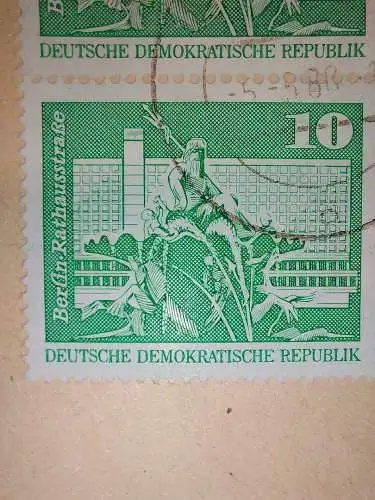 DEUTSCHE DEMOKRATISCHE REPUBLIK
10
Berlin·Rathausstraße
DEUTSCHE DEMOKRATISCHE REPUBLIK